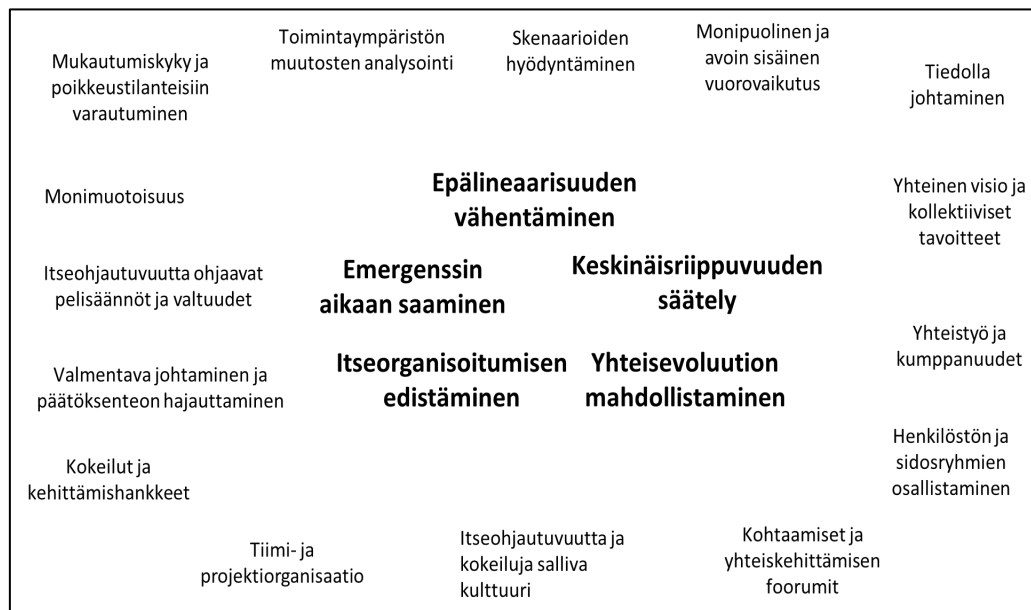 Mukautumiskyky ja
poikkeustilanteisiin
varautuminen
Toimintaympäristön
muutosten analysointi
Skenaarioiden
hyödyntäminen
Monipuolinen ja
avoin sisäinen
vuorovaikutus
Tiedolla
johtaminen
Monimuotoisuus
Epälineaarisuuden
vähentäminen
Yhteinen visio ja
kollektiiviset
tavoitteet
Itseohjautuvuutta ohjaavat
pelisäännöt ja valtuudet
Emergenssin
aikaan saaminen
Keskinäisriippuvuuden
säätely
Yhteistyö ja
kumppanuudet
Valmentava johtaminen ja
päätöksenteon hajauttaminen
Itseorganisoitumisen
edistäminen
Yhteisevoluution
mahdollistaminen
Henkilöstön ja
sidosryhmien
osallistaminen
Kokeilut ja
kehittämishankkeet
Tiimi- ja
projektiorganisaatio
Itseohjautuvuutta ja
kokeiluja salliva
kulttuuri
Kohtaamiset ja
yhteiskehittämisen
foorumit